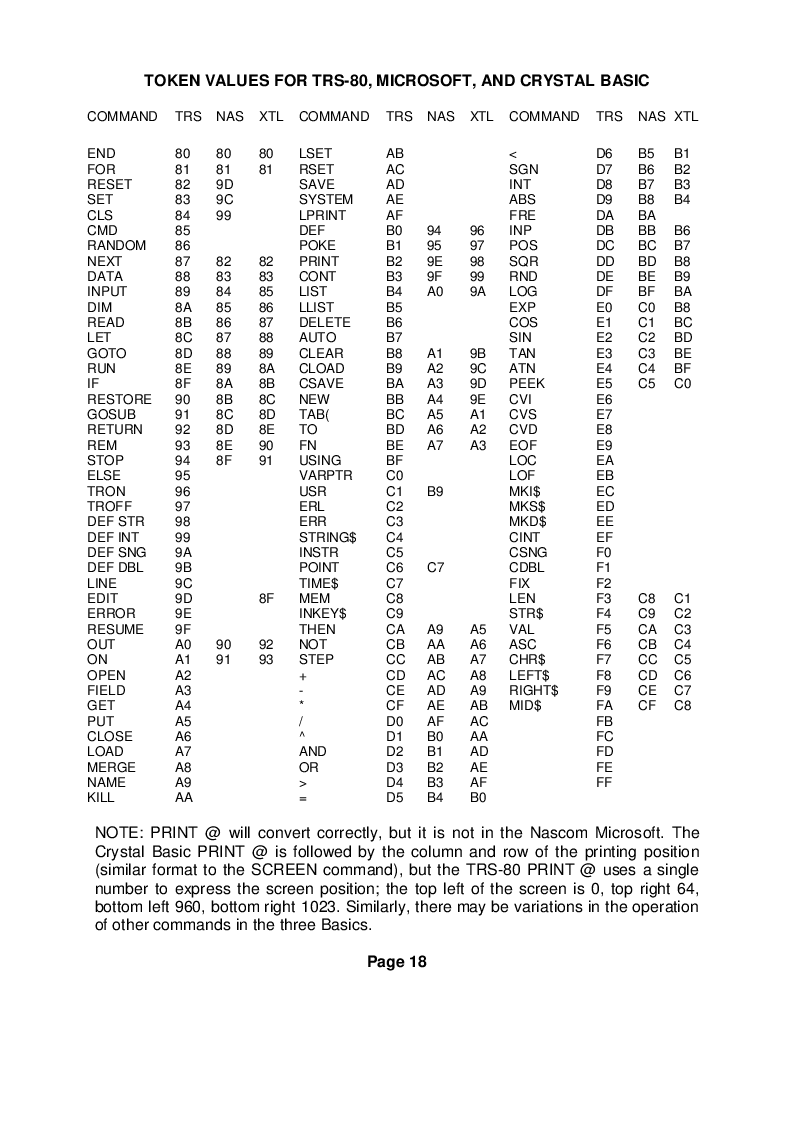 TOKEN VALUES FOR TRS-80, MICROSOFT, AND CRYSTAL BASIC
COMMAND TRS NAS XTL COMMAND TRS NAS XTL COMMAND TRS NAS XTL
END 80 80 80 LSET AB < D6 B5 B1
FOR 81 81 81 RSET AC SGN D7 B6 B2
RESET 82 9D SAVE AD INT D8 B7 B3
SET 83 9C SYSTEM AE ABS D9 B8 B4
CLS 84 99 LPRINT AF FRE DA BA
CMD 85 DEF B0 94 96 INP DB BB B6
RANDOM 86 POKE B1 95 97 POS DC BC B7
NEXT 87 82 82 PRINT B2 9E 98 SQR DD BD B8
DATA 88 83 83 CONT B3 9F 99 RND DE BE B9
INPUT 89 84 85 LIST B4 A0 9A LOG DF BF BA
DIM 8A 85 86 LLIST B5 EXP E0 C0 B8
READ 8B 86 87 DELETE B6 COS E1 C1 BC
LET 8C 87 88 AUTO B7 SIN E2 C2 BD
GOTO 8D 88 89 CLEAR B8 A1 9B TAN E3 C3 BE
RUN 8E 89 8A CLOAD B9 A2 9C ATN E4 C4 BF
IF 8F 8A 8B CSAVE BA A3 9D PEEK E5 C5 C0
RESTORE 90 8B 8C NEW BB A4 9E CVI E6
GOSUB 91 8C 8D TAB( BC A5 A1 CVS E7
RETURN 92 8D 8E TO BD A6 A2 CVD E8
REM 93 8E 90 FN BE A7 A3 EOF E9
STOP 94 8F 91 USING BF LOC EA
ELSE 95 VARPTR C0 LOF EB
TRON 96 USR C1 B9 MKI$ EC
TROFF 97 ERL C2 MKS$ ED
DEF STR 98 ERR C3 MKD$ EE
DEF INT 99 STRING$ C4 CINT EF
DEF SNG 9A INSTR C5 CSNG F0
DEF DBL 9B POINT C6 C7 CDBL F1
LINE 9C TIME$ C7 FIX F2
EDIT 9D 8F MEM C8 LEN F3 C8 C1
ERROR 9E INKEY$ C9 STR$ F4 C9 C2
RESUME 9F THEN CA A9 A5 VAL F5 CA C3
OUT A0 90 92 NOT CB AA A6 ASC F6 CB C4
ON A1 91 93 STEP CC AB A7 CHR$ F7 CC C5
OPEN A2 + CD AC A8 LEFT$ F8 CD C6
FIELD A3 - CE AD A9 RIGHT$ F9 CE C7
GET A4 * CF AE AB MID$ FA CF C8
PUT A5 / D0 AF AC FB
CLOSE A6 ^ D1 B0 AA FC
LOAD A7 AND D2 B1 AD FD
MERGE A8 OR D3 B2 AE FE
NAME A9 > D4 B3 AF FF
KILL AA = D5 B4 B0
NOTE: PRINT @ will convert correctly, but it is not in the Nascom Microsoft. The
Crystal Basic PRINT @ is followed by the column and row of the printing position
(similar format to the SCREEN command), but the TRS-80 PRINT @ uses a single
number to express the screen position; the top left of the screen is 0, top right 64,
bottom left 960, bottom right 1023. Similarly, there may be variations in the operation
of other commands in the three Basics.
Page 18